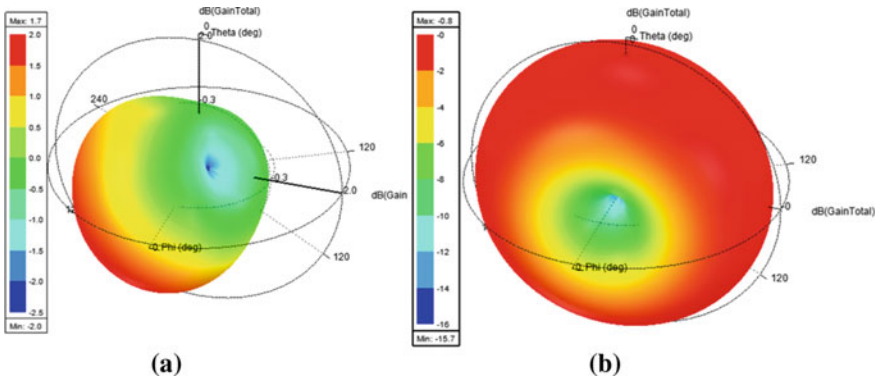 Max: 1.7
2.0
1.5
1.0
0.5
0.0
-0.5
-1.0
-1.5
-2.0
-2.5
Min: -2.0
dB(GainTotal)
0
2.0
Theta (deg)
-0.3
240
120
-0.3
2.0
dB(Gain
0
Phi (deg)
120
(a)
Max: -0.8
-0
-2
-4
-6
-8
-10
-12
-14
-16
Min: -15.7
dB(GainTotal)
0
Theta (deg)
120
-0
dB(GainTotal)
120
0
Phi (deg)
(b)